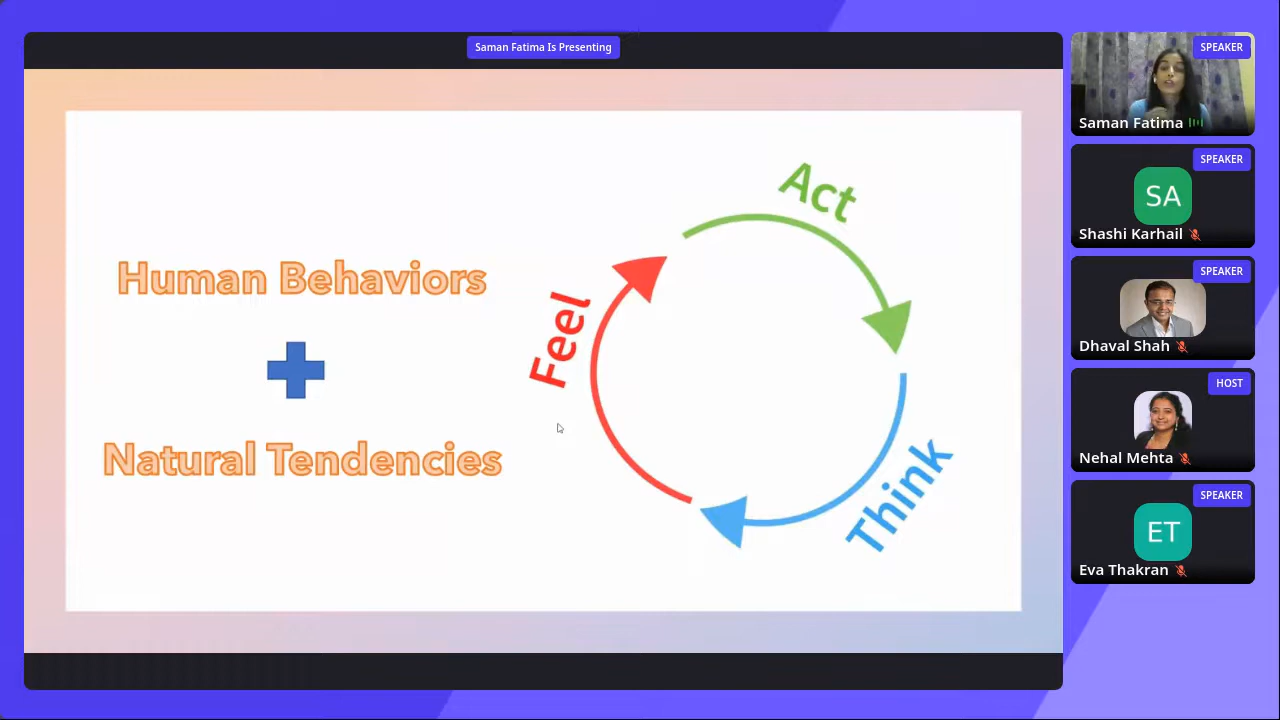 Saman Fatima Is Presenting
Human Behaviors
Natural Tendencies
Act
Feel
Think
SPEAKER
Saman Fatima
SPEAKER
SA
Shashi Karhail
SPEAKER
Dhaval Shah
HOST
Nehal Mehta
SPEAKER
ET
Eva Thakran